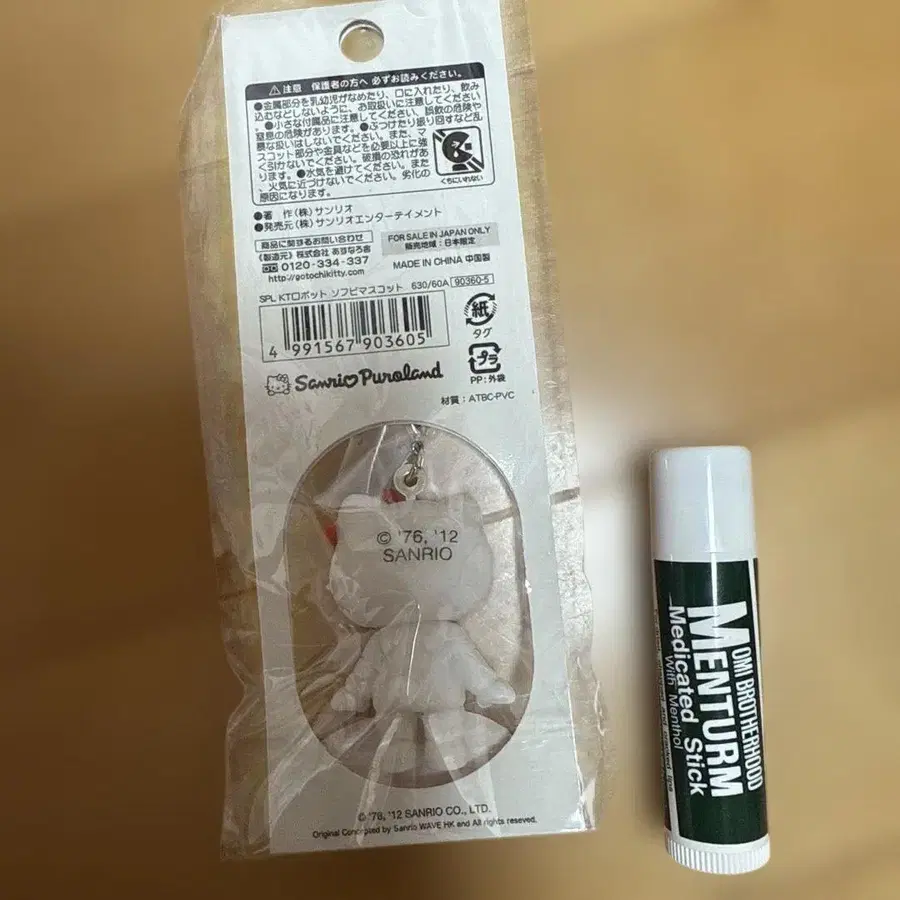 ⚠注意 保護者の方へ 必ずお読みください。
●金属部分を乳幼児がなめたり、口に入れたり、飲み
込むなどしないように、お取扱いに注意してください
。●小さな付属品に注意してください。誤飲の危険や
窒息の危険があります。●ぶつけたり振り回すなど乱
暴な扱いはしないでください。また、マ
スコット部分や金具などを必要以上に強
く引かないでください。破損の恐れがあ
ります。●水気を避けてください。また
、火気に近づけないでください。劣化の
原因になります。
くちにいれない
●著 作(株)サンリオ
●発売元(株)サンリオエンターテイメント
商品に関するお問い合わせ
《製造元》株式会社 あすなろ舎
0120-334-337
http://gotochikitty.com
FOR SALE IN JAPAN ONLY
販売地域:日本限定
MADE IN CHINA 中国製
SPL KTロボット ソフビマスコット 630/60A 90360-5
4 991567 903605
紙
タグ
プラ
PP:外袋
Sanrio Puroland
材質:ATBC-PVC
© '76, '12
SANRIO
© '76, '12 SANRIO CO., LTD.
Original Concepted by Sanrio WAVE HK and All rights reseved.
OMI BROTHERHOOD
MENTURM
Medicated Stick
With Menthol